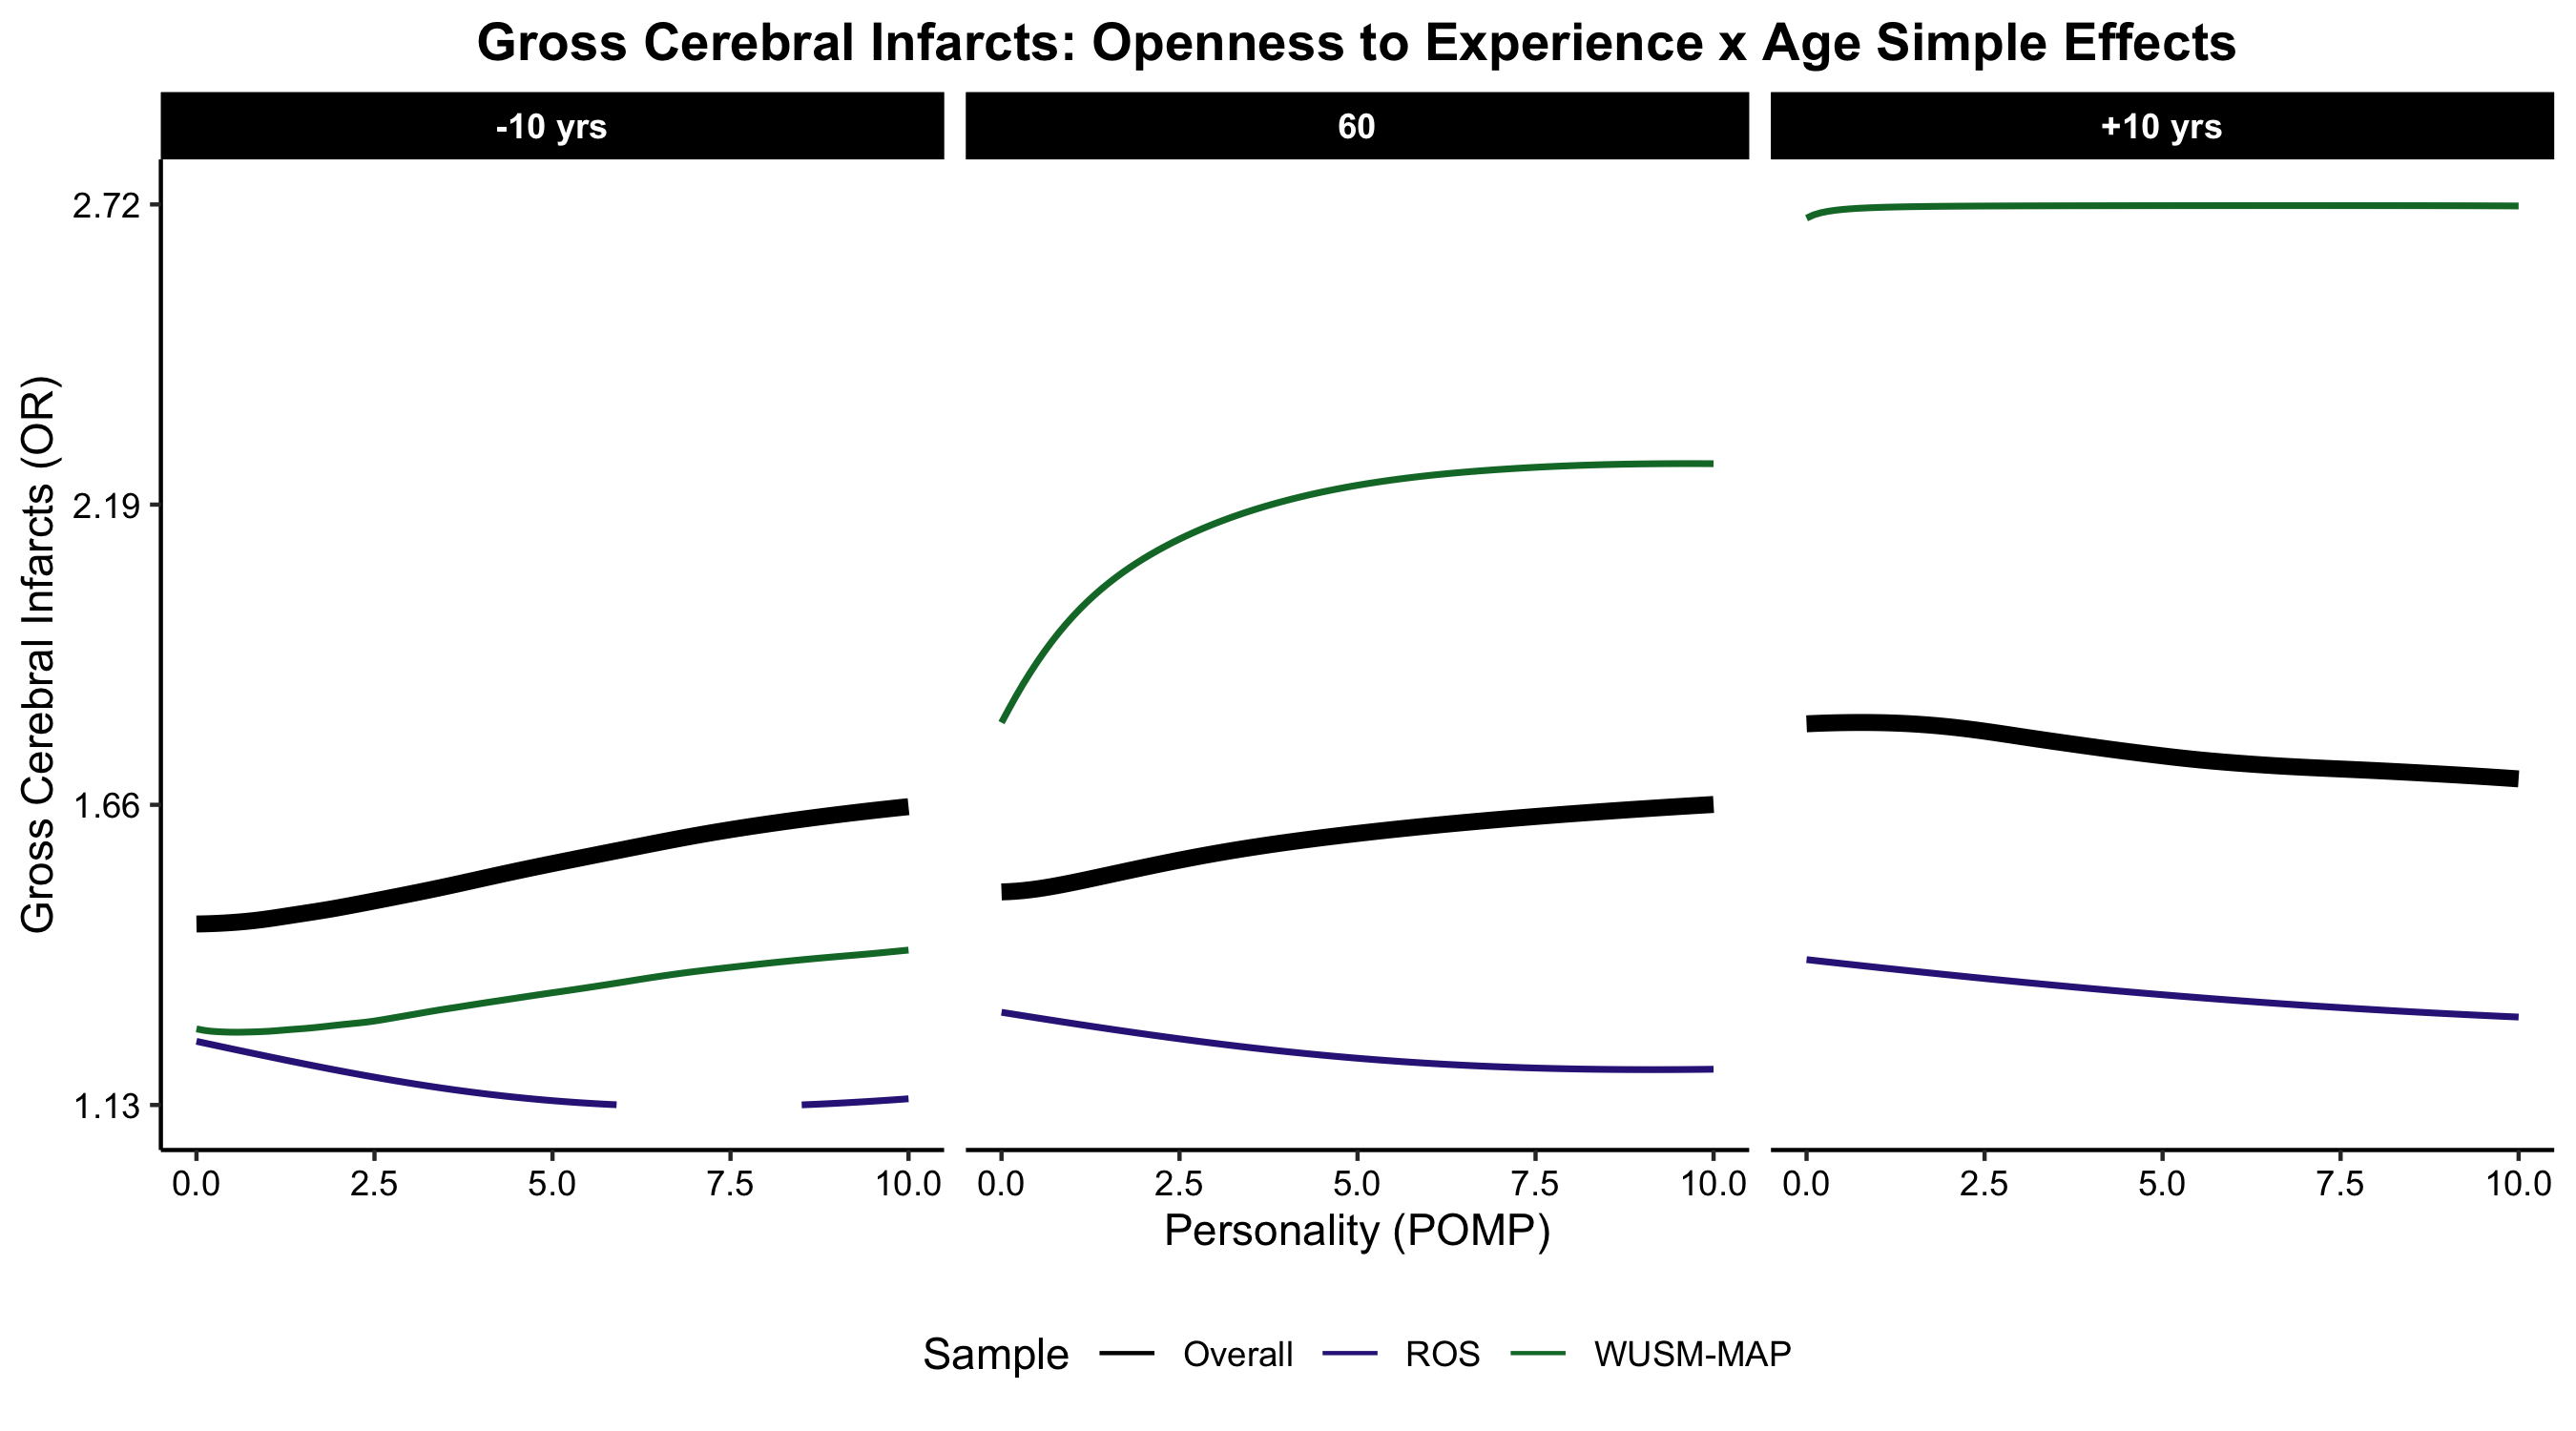 Gross Cerebral Infarcts: Openness to Experience x Age Simple Effects
-10 yrs 60 +10 yrs
Gross Cerebral Infarcts (OR)
2.72
2.19
1.66
1.13
0.0 2.5 5.0 7.5 10.0 0.0 2.5 5.0 7.5 10.0 0.0 2.5 5.0 7.5 10.0
Personality (POMP)
Sample Overall ROS WUSM-MAP